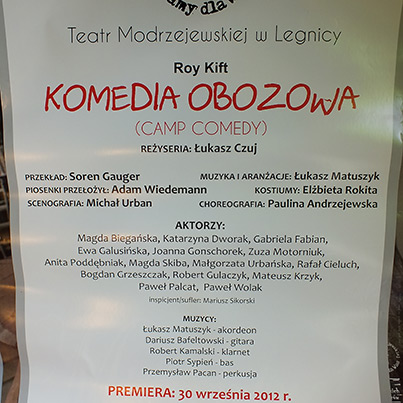 my dla
Teatr Modrzejewskiej w Legnicy
Roy Kift
KOMEDIA OBOZOWA
(CAMP COMEDY)
REŻYSERIA: Łukasz Czuj
PRZEKŁAD: Soren Gauger MUZYKA I ARANŻACJE: Łukasz Matuszyk
PIOSENKI PRZEŁOŻYŁ: Adam Wiedemann KOSTIUMY: Elżbieta Rokita
SCENOGRAFIA: Michał Urban CHOREOGRAFIA: Paulina Andrzejewska
AKTORZY:
Magda Biegańska, Katarzyna Dworak, Gabriela Fabian,
Ewa Galusińska, Joanna Gonschorek, Zuza Motorniuk,
Anita Poddębniak, Magda Skiba, Małgorzata Urbańska, Rafał Cieluch,
Bogdan Grzeszczak, Robert Gulaczyk, Mateusz Krzyk,
Paweł Palcat, Paweł Wolak
inspicjent/sufler: Mariusz Sikorski
MUZYCY:
Łukasz Matuszyk - akordeon
Dariusz Bafeltowski - gitara
Robert Kamalski - klarnet
Piotr Sypień - bas
Przemysław Pacan - perkusja
PREMIERA: 30 września 2012 r.